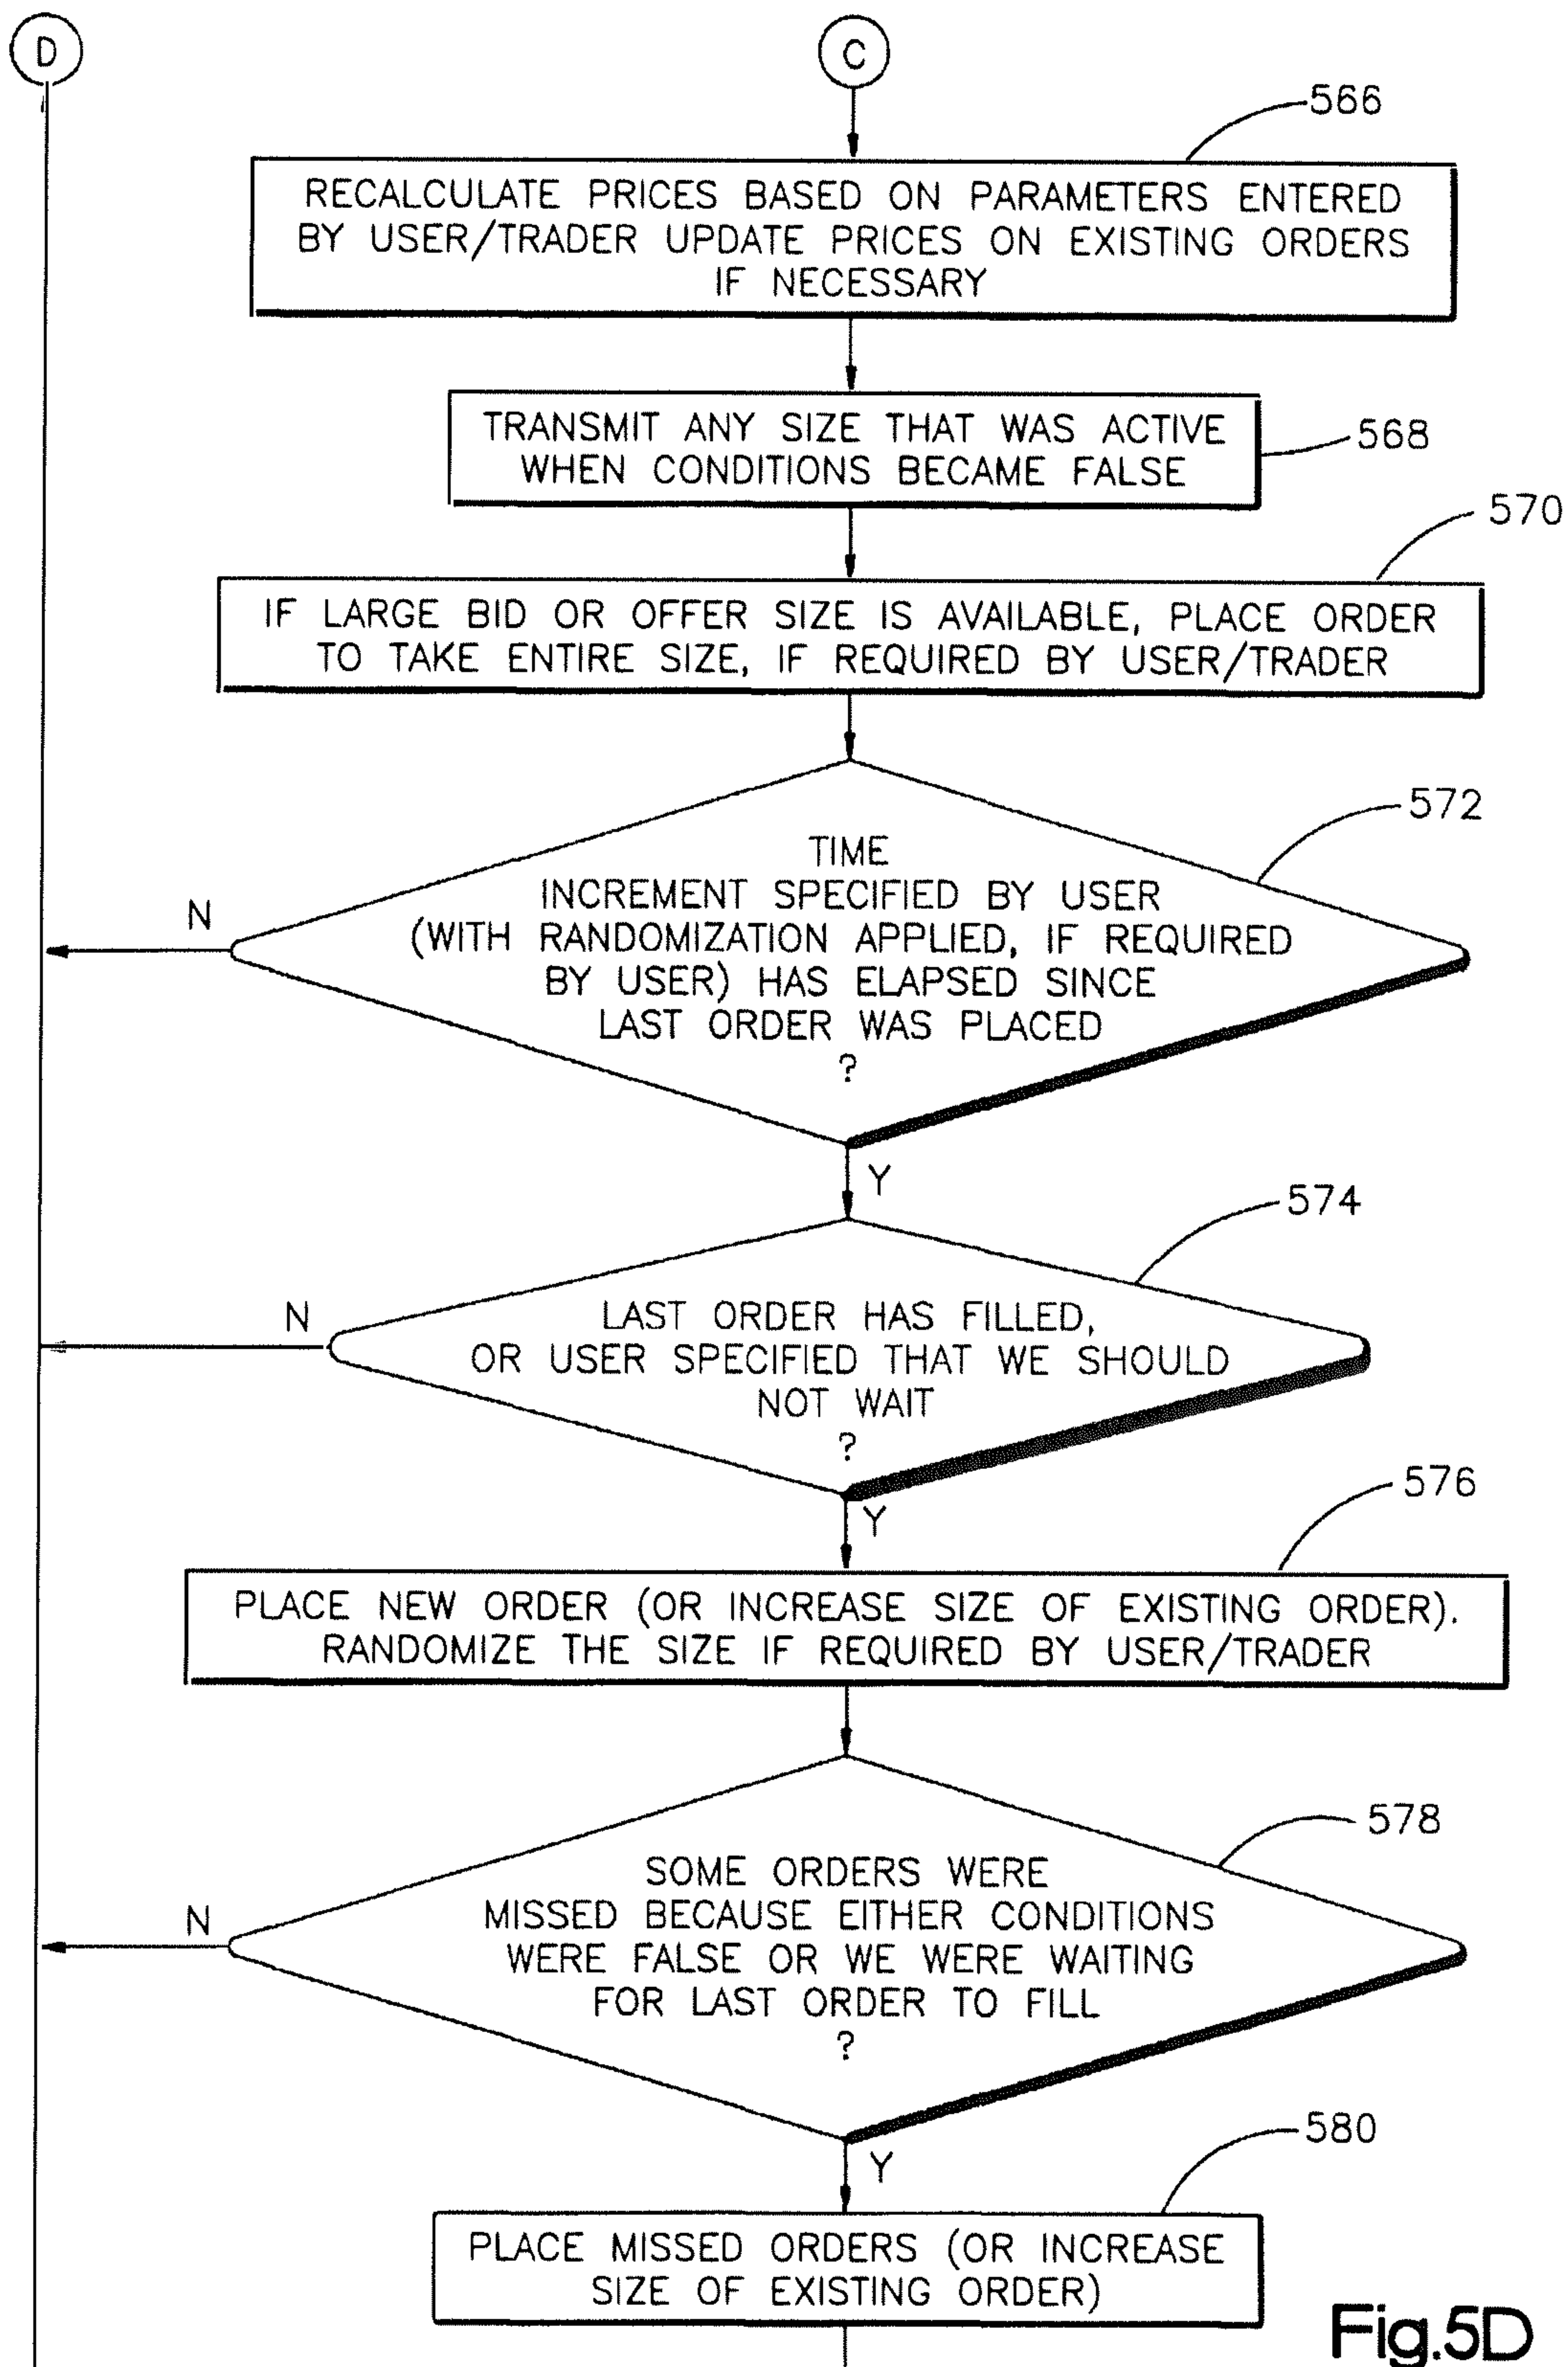 D
C
566
RECALCULATE PRICES BASED ON PARAMETERS ENTERED
BY USER/TRADER UPDATE PRICES ON EXISTING ORDERS
IF NECESSARY
TRANSMIT ANY SIZE THAT WAS ACTIVE
WHEN CONDITIONS BECAME FALSE
568
570
IF LARGE BID OR OFFER SIZE IS AVAILABLE, PLACE ORDER
TO TAKE ENTIRE SIZE, IF REQUIRED BY USER/TRADER
572
TIME
INCREMENT SPECIFIED BY USER
(WITH RANDOMIZATION APPLIED, IF REQUIRED
BY USER) HAS ELAPSED SINCE
LAST ORDER WAS PLACED
?
N
Y
574
LAST ORDER HAS FILLED,
OR USER SPECIFIED THAT WE SHOULD
NOT WAIT
?
N
Y
576
PLACE NEW ORDER (OR INCREASE SIZE OF EXISTING ORDER).
RANDOMIZE THE SIZE IF REQUIRED BY USER/TRADER
578
SOME ORDERS WERE
MISSED BECAUSE EITHER CONDITIONS
WERE FALSE OR WE WERE WAITING
FOR LAST ORDER TO FILL
?
N
Y
580
PLACE MISSED ORDERS (OR INCREASE
SIZE OF EXISTING ORDER)
Fig.5D